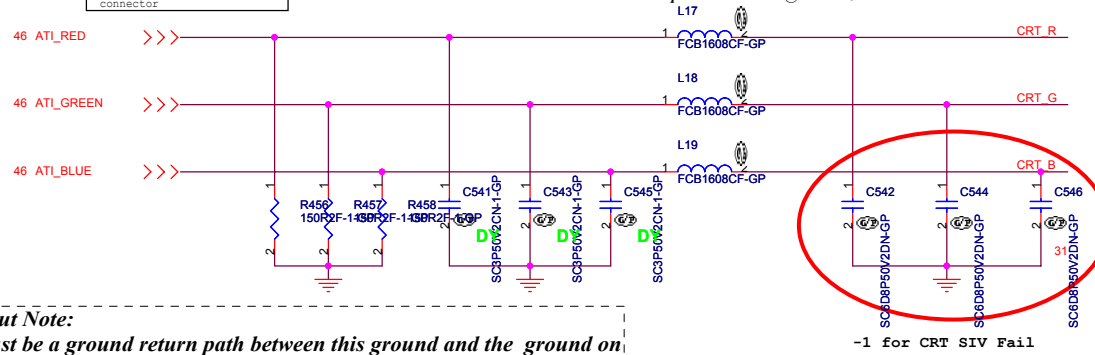 connector
L17
46 ATI_RED
1
2
FCB1608CF-GP
CRT_R
L18
46 ATI_GREEN
1
2
FCB1608CF-GP
CRT_G
L19
46 ATI_BLUE
1
2
FCB1608CF-GP
CRT_B
1
R456
150R2F-1-GP
2
1
R457
2
1
R458
2
1
C541
2
SC3P50V2CN-1-GP
DY
1
C543
2
SC3P50V2CN-1-GP
DY
1
C545
2
SC3P50V2CN-1-GP
DY
1
C542
2
SC6D8P50V2DN-GP
1
C544
2
SC6D8P50V2DN-GP
1
C546
2
31
SC6D8P50V2DN-GP
ut Note:
st be a ground return path between this ground and the ground on
-1 for CRT SIV Fail